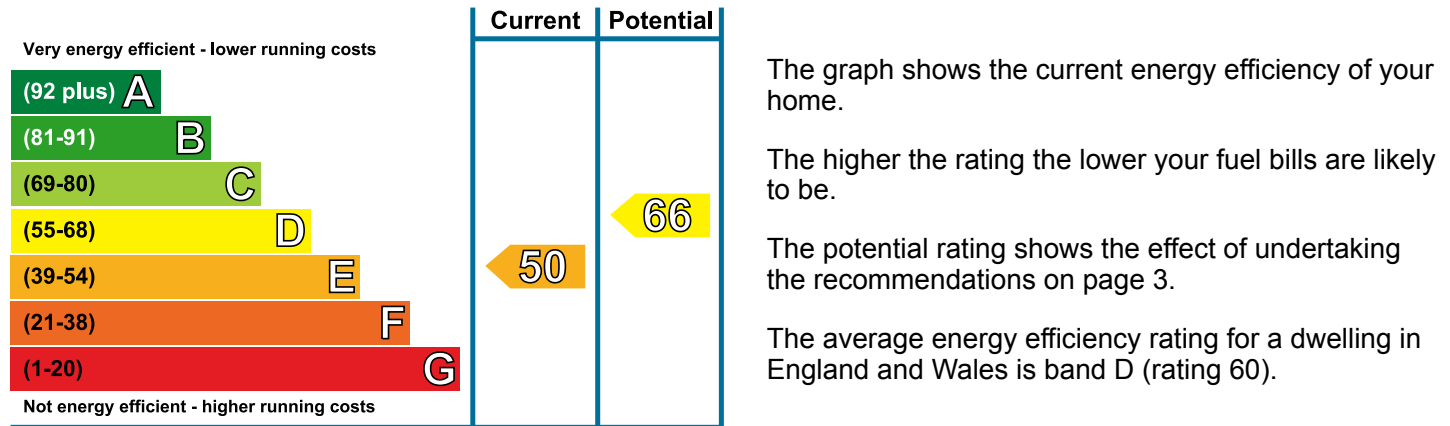 Current Potential
Very energy efficient - lower running costs
(92 plus) A
(81-91) B
(69-80) C
(55-68) D
(39-54) E
(21-38) F
(1-20) G
Not energy efficient - higher running costs
50
66
The graph shows the current energy efficiency of your
home.
The higher the rating the lower your fuel bills are likely
to be.
The potential rating shows the effect of undertaking
the recommendations on page 3.
The average energy efficiency rating for a dwelling in
England and Wales is band D (rating 60).